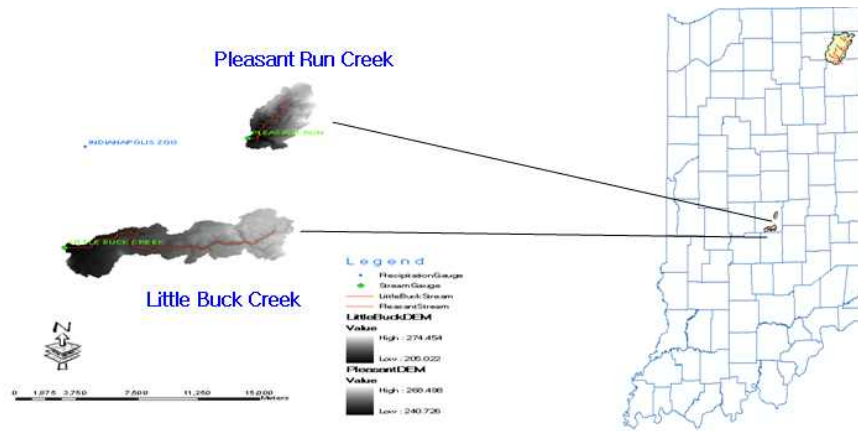 Pleasant Run Creek
PLEASANT RUN
INDIANAPOLIS ZOO
LITTLE BUCK CREEK
Little Buck Creek
N
0 1,875 3,750 7,500 11,250 15,000
Meters
Legend
PrecipitationGauge
StreamGauge
LittleBuckStream
PleasantStream
LittleBuckDEM
Value
High : 274.454
Low : 205.022
PleasantDEM
Value
High : 268.498
Low : 240.726